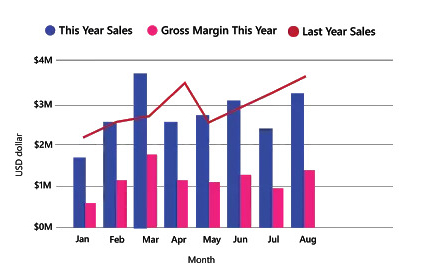 This Year Sales Gross Margin This Year Last Year Sales
$4M
$3M
$2M
$1M
$0M
USD dollar
Jan Feb Mar Apr May Jun Jul Aug
Month